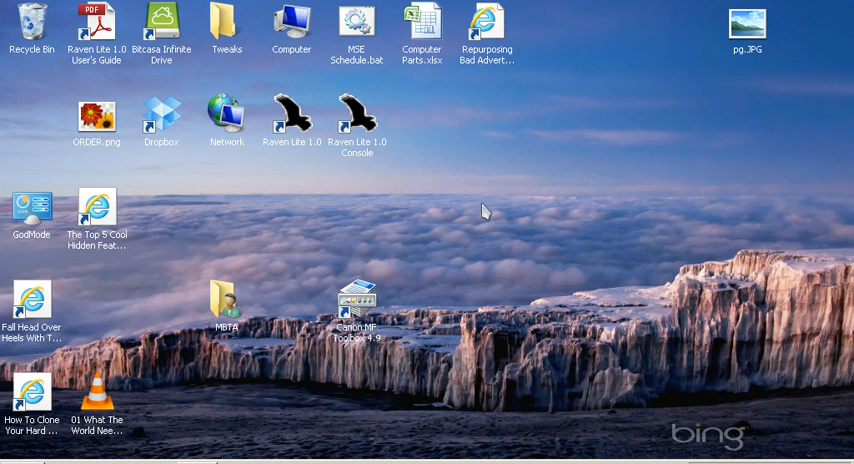 Recycle Bin
PDF
Raven Lite 1.0
User's Guide
Bitcasa Infinite
Drive
Tweaks
Computer
MSE
Schedule.bat
Computer
Parts.xlsx
Repurposing
Bad Advert...
pg.JPG
ORDER.png
Dropbox
Network
Raven Lite 1.0
Raven Lite 1.0
Console
GodMode
The Top 5 Cool
Hidden Feat...
Fall Head Over
Heels With T...
MBTA
Canon MF
Toolbox 4.9
How To Clone
Your Hard ...
01 What The
World Nee...
bing